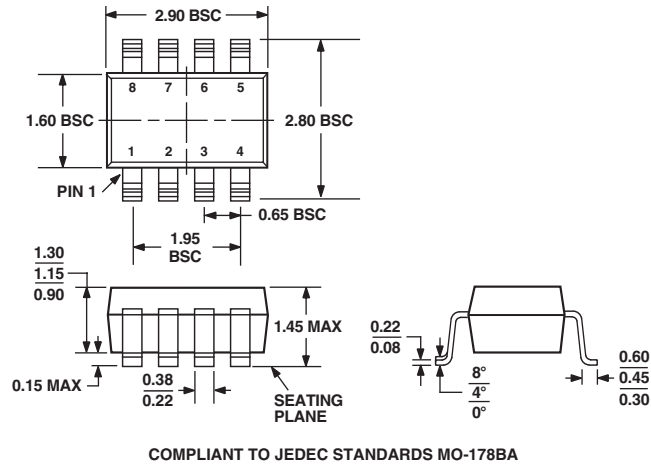 2.90 BSC
8 7 6 5
1.60 BSC
2.80 BSC
1 2 3 4
PIN 1
0.65 BSC
1.95
BSC
1.30
1.15
0.90
1.45 MAX
0.15 MAX
0.38
0.22
SEATING
PLANE
0.22
0.08
8°
4°
0°
0.60
0.45
0.30
COMPLIANT TO JEDEC STANDARDS MO-178BA